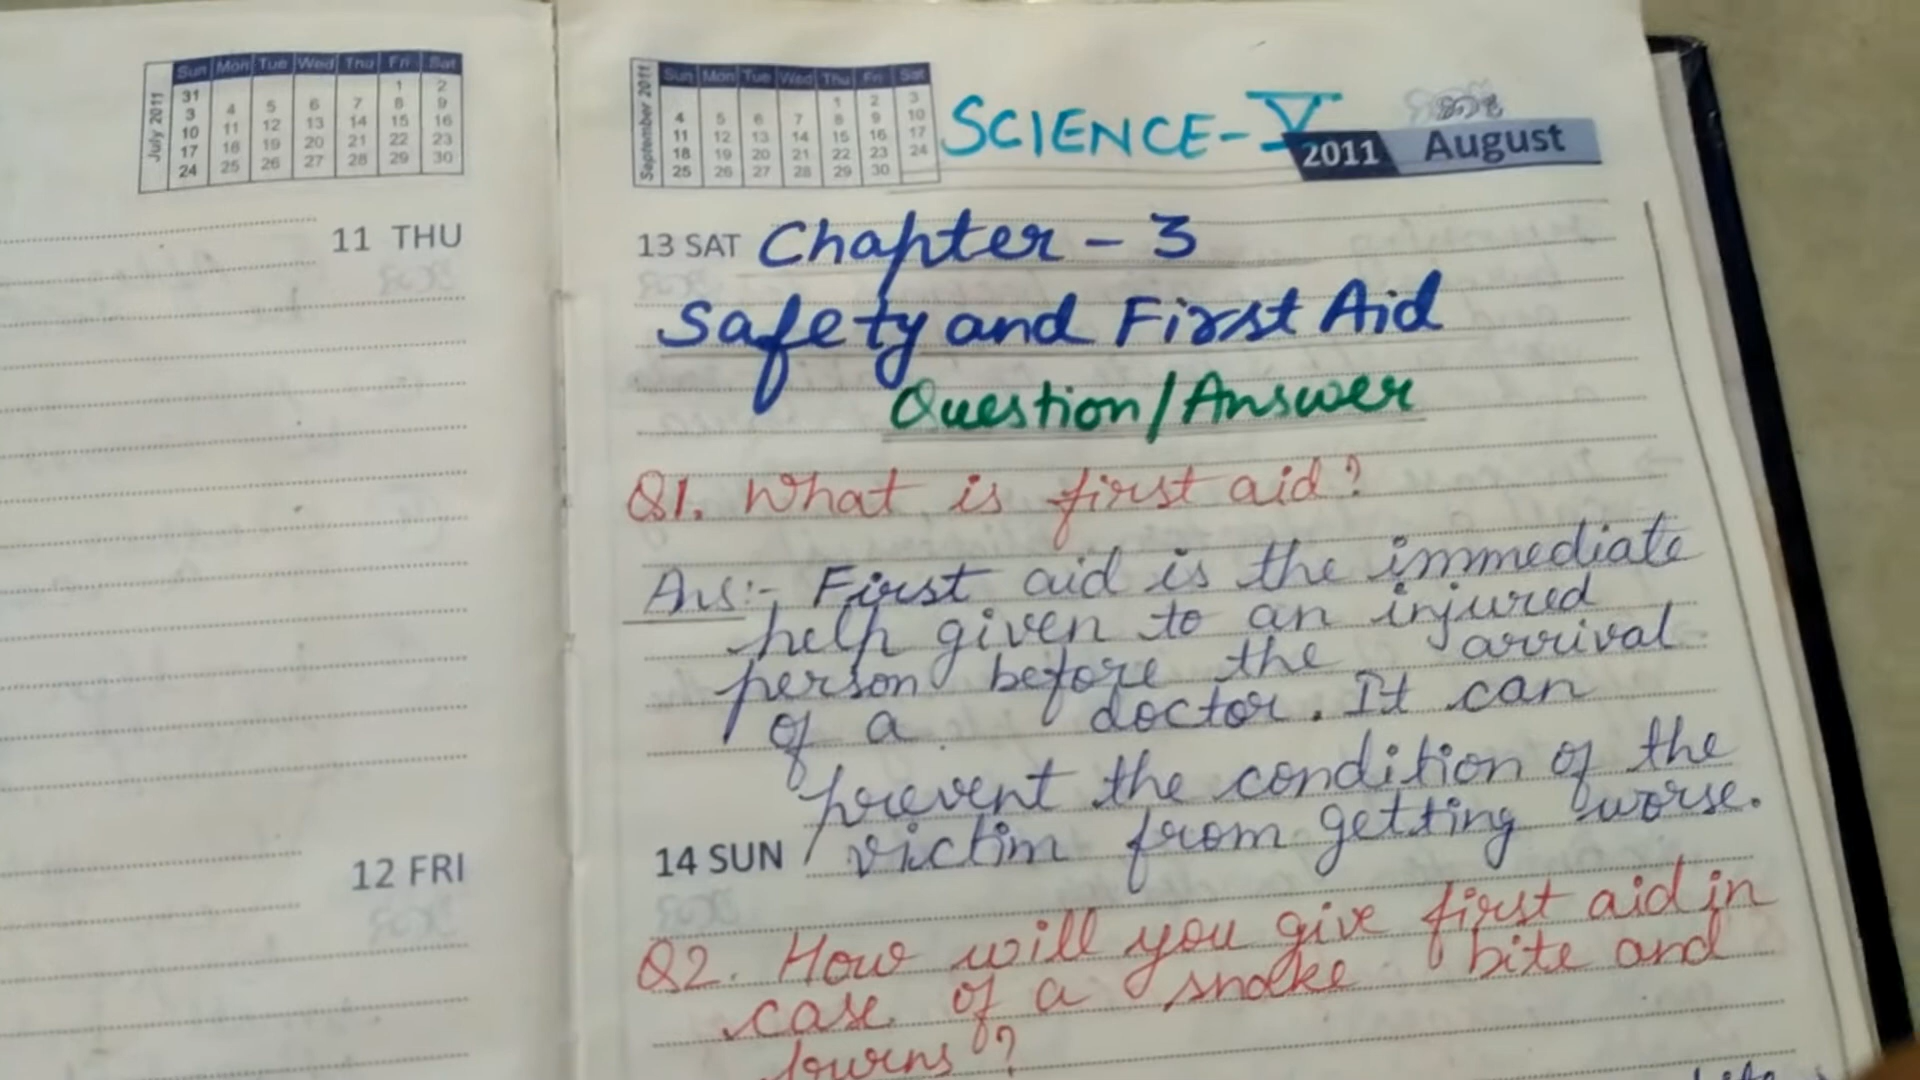 July 2011
Sun Mon Tue Wed Thu Fri Sat
31 1 2
3 4 5 6 7 8 9
10 11 12 13 14 15 16
17 18 19 20 21 22 23
24 25 26 27 28 29 30
11 THU
12 FRI
September 2011
Sun Mon Tue Wed Thu Fri Sat
1 2 3
4 5 6 7 8 9 10
11 12 13 14 15 16 17
18 19 20 21 22 23 24
25 26 27 28 29 30
SCIENCE-V
2011 August
13 SAT Chapter - 3
Safety and First Aid
Question/Answer
Q1. What is first aid?
Ans:- First aid is the immediate
help given to an injured
person before the arrival
of a doctor. It can
prevent the condition of the
14 SUN victim from getting worse.
Q2. How will you give first aid in
case of a snake bite and
burns?